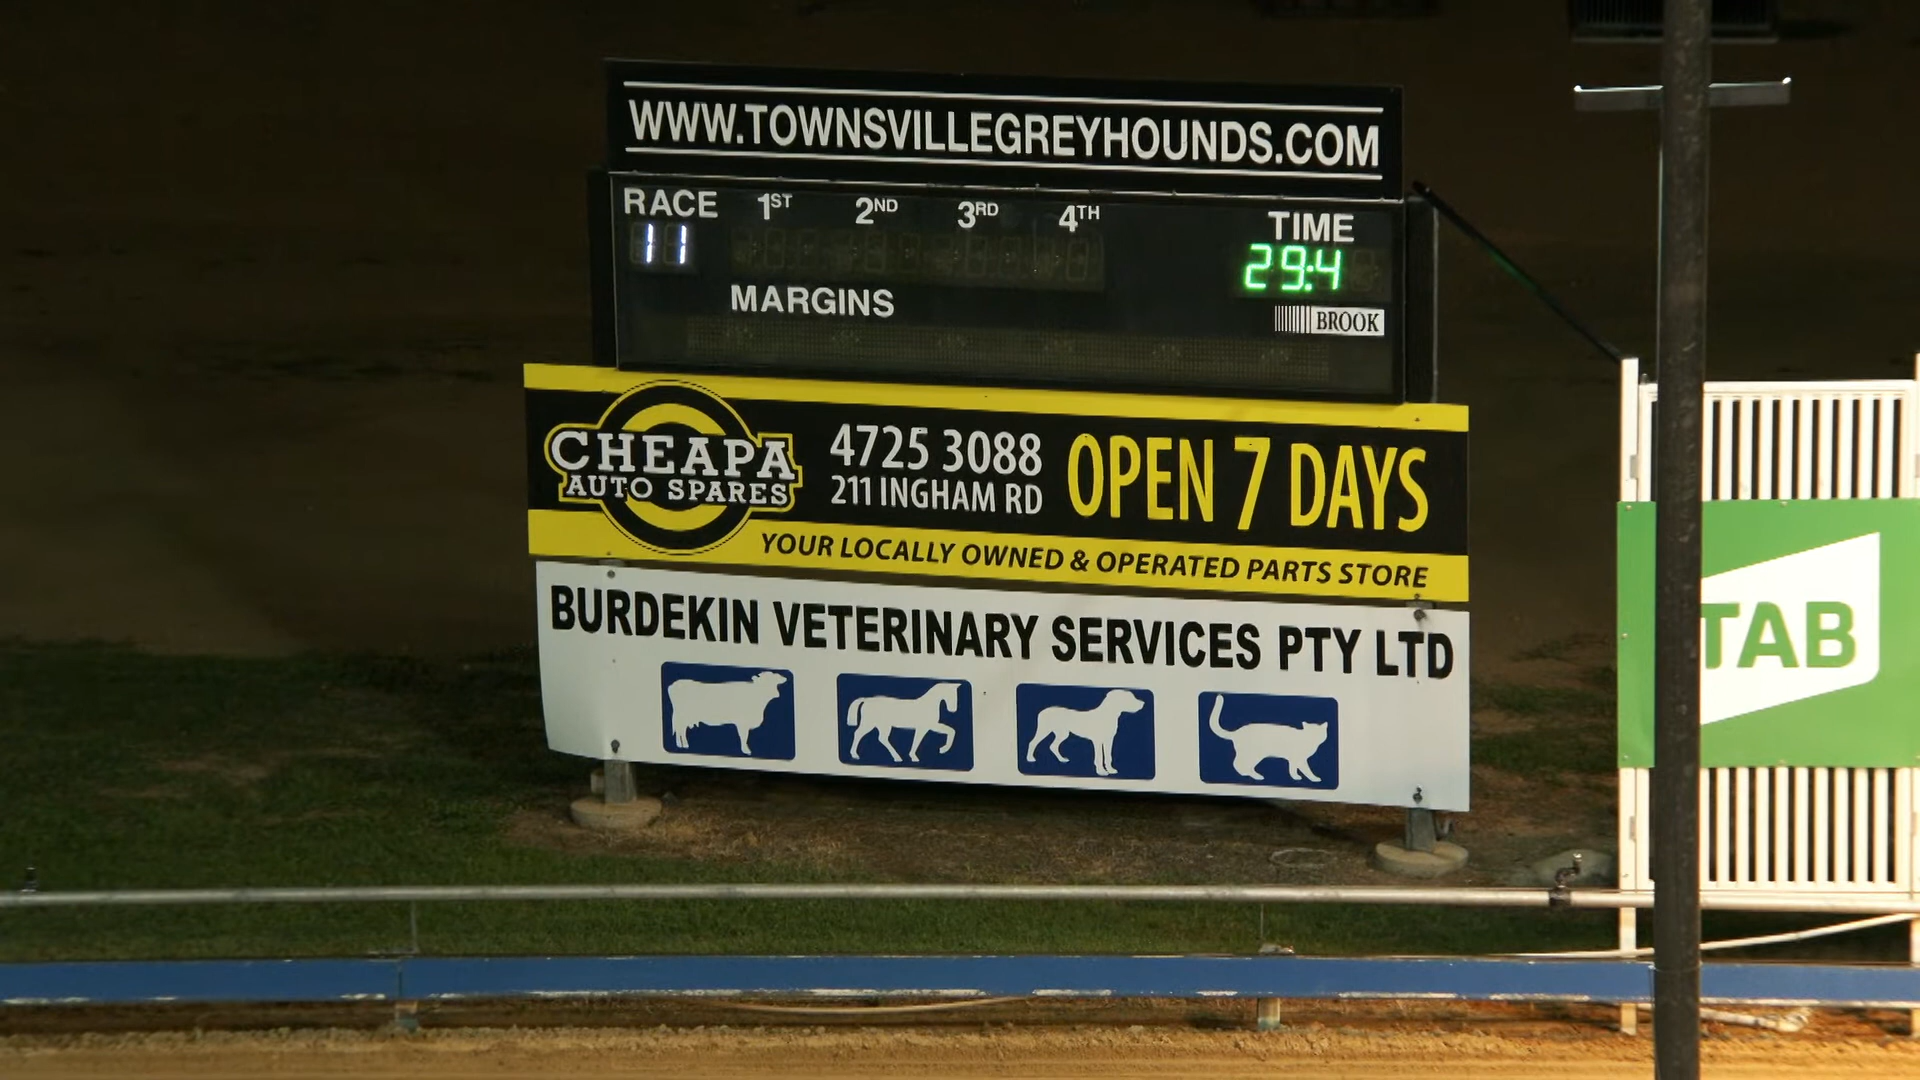 WWW.TOWNSVILLEGREYHOUNDS.COM
RACE 1ST 2ND 3RD 4TH TIME
11 29:4
MARGINS
BROOK
CHEAPA
AUTO SPARES
4725 3088
211 INGHAM RD
OPEN 7 DAYS
YOUR LOCALLY OWNED & OPERATED PARTS STORE
BURDEKIN VETERINARY SERVICES PTY LTD
TAB